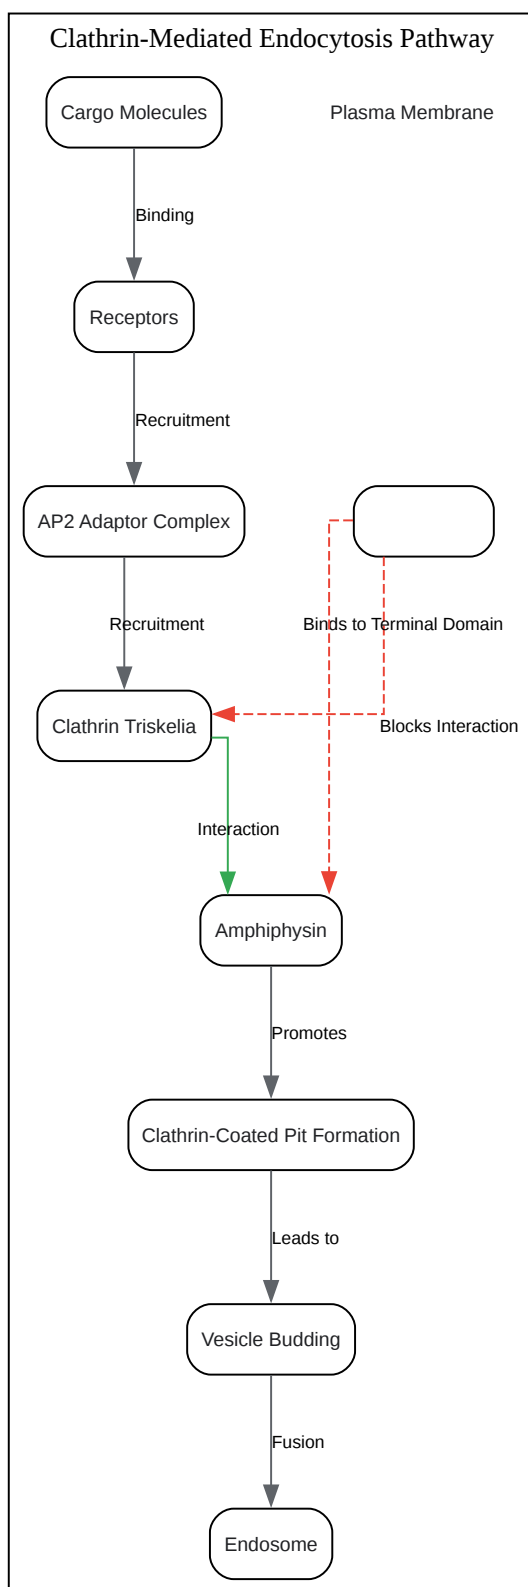 Clathrin-Mediated Endocytosis Pathway
Cargo Molecules
Plasma Membrane
Binding
Receptors
Recruitment
AP2 Adaptor Complex
Recruitment
Binds to Terminal Domain
Clathrin Triskelia
Blocks Interaction
Interaction
Amphiphysin
Promotes
Clathrin-Coated Pit Formation
Leads to
Vesicle Budding
Fusion
Endosome